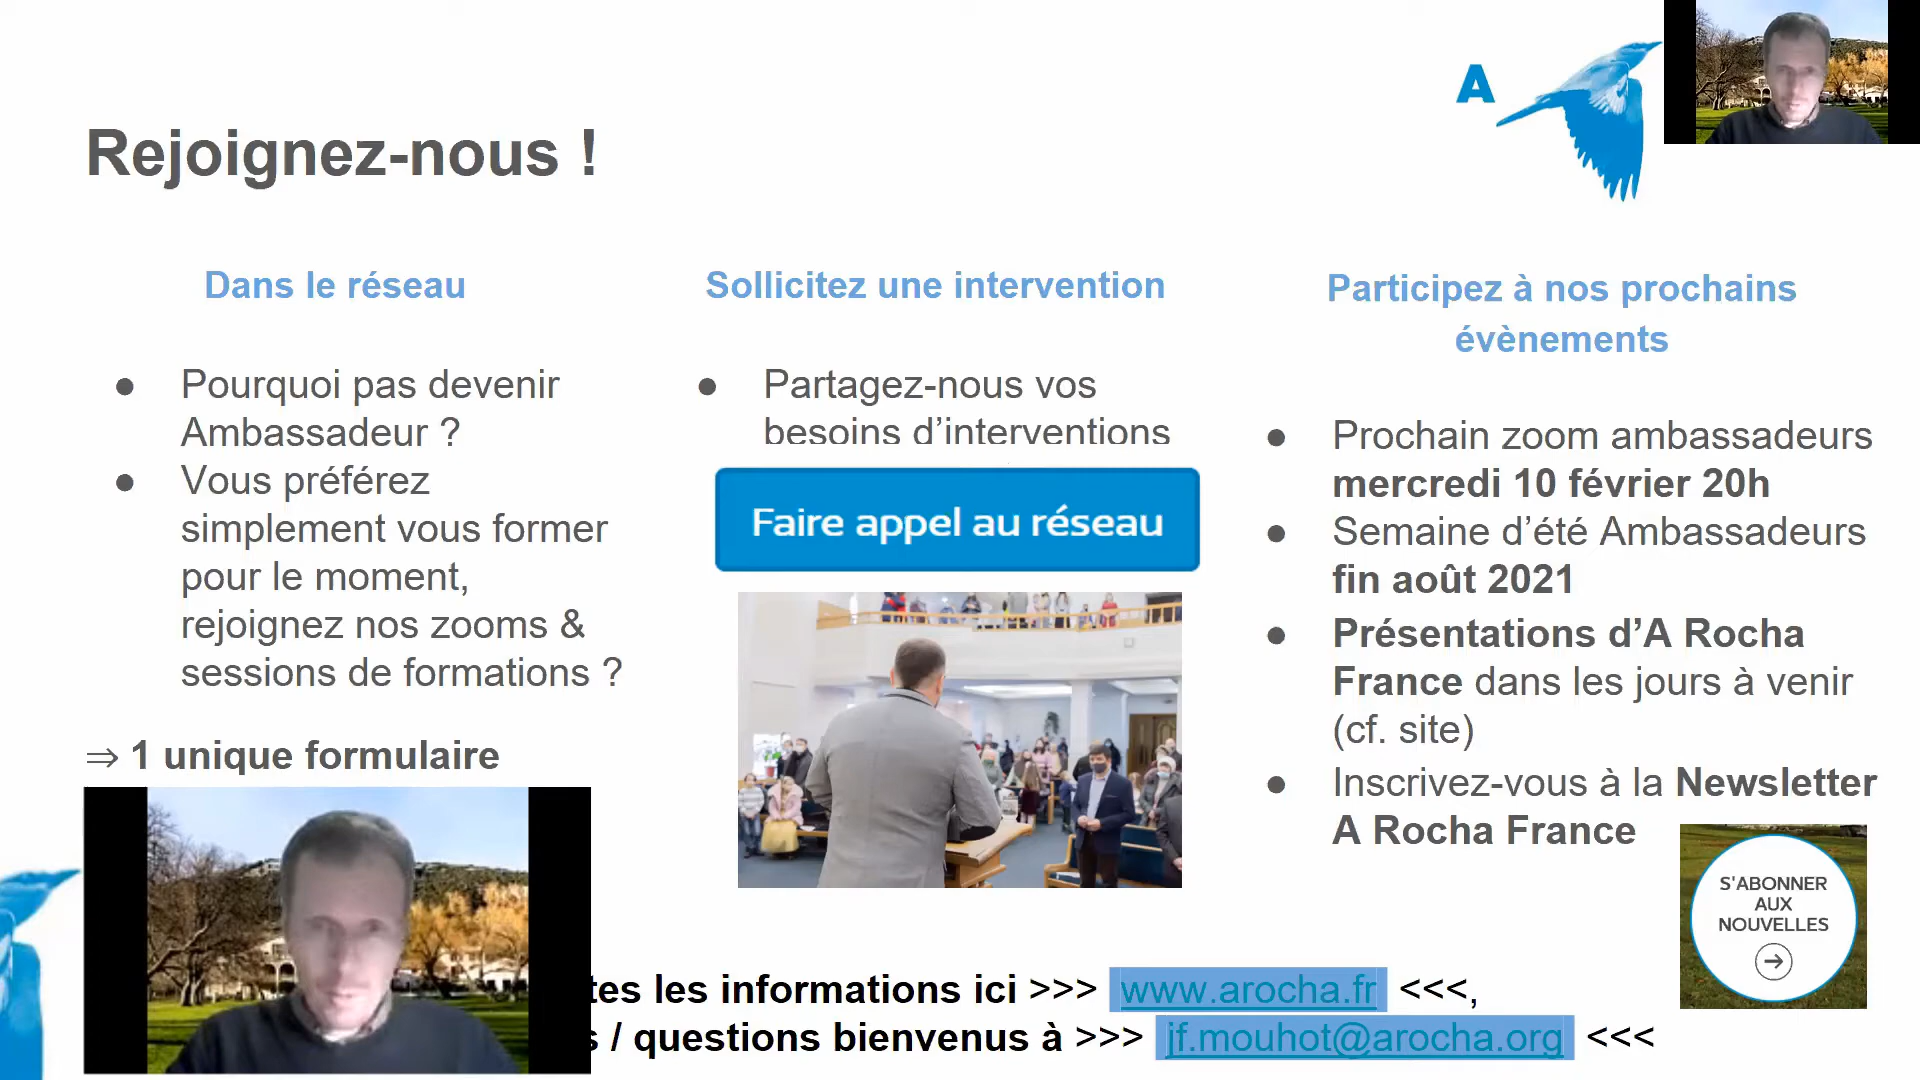 A
Rejoignez-nous !
Dans le réseau
● Pourquoi pas devenir
Ambassadeur ?
● Vous préférez
simplement vous former
pour le moment,
rejoignez nos zooms &
sessions de formations ?
⇒ 1 unique formulaire
Sollicitez une intervention
● Partagez-nous vos
besoins d’interventions
Faire appel au réseau
Participez à nos prochains
évènements
● Prochain zoom ambassadeurs
mercredi 10 février 20h
● Semaine d’été Ambassadeurs
fin août 2021
● Présentations d’A Rocha
France dans les jours à venir
(cf. site)
● Inscrivez-vous à la Newsletter
A Rocha France
S'ABONNER
AUX
NOUVELLES
tes les informations ici >>> www.arocha.fr <<<,
s / questions bienvenus à >>> jf.mouhot@arocha.org <<<